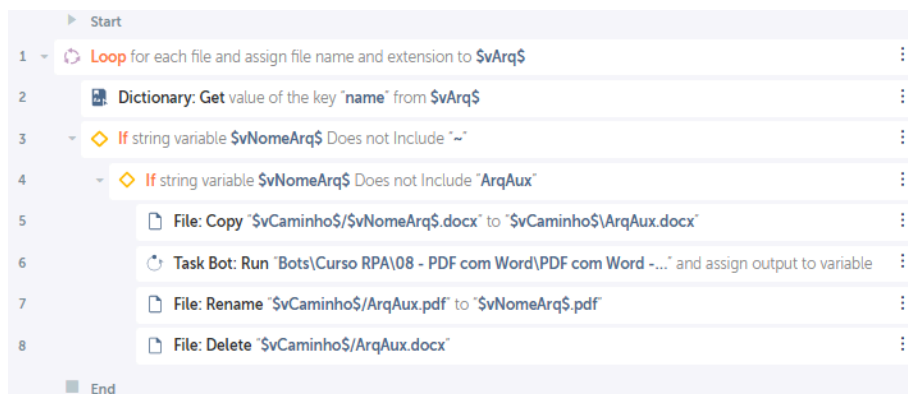 Start
1 Loop for each file and assign file name and extension to $vArq$
2 Dictionary: Get value of the key "name" from $vArq$
3 If string variable $vNomeArq$ Does not Include "~"
4 If string variable $vNomeArq$ Does not Include "ArqAux"
5 File: Copy "$vCaminho$/$vNomeArq$.docx" to "$vCaminho$\ArqAux.docx"
6 Task Bot: Run "Bots\Curso RPA\08 - PDF com Word\PDF com Word -..." and assign output to variable
7 File: Rename "$vCaminho$/ArqAux.pdf" to "$vNomeArq$.pdf"
8 File: Delete "$vCaminho$/ArqAux.docx"
End